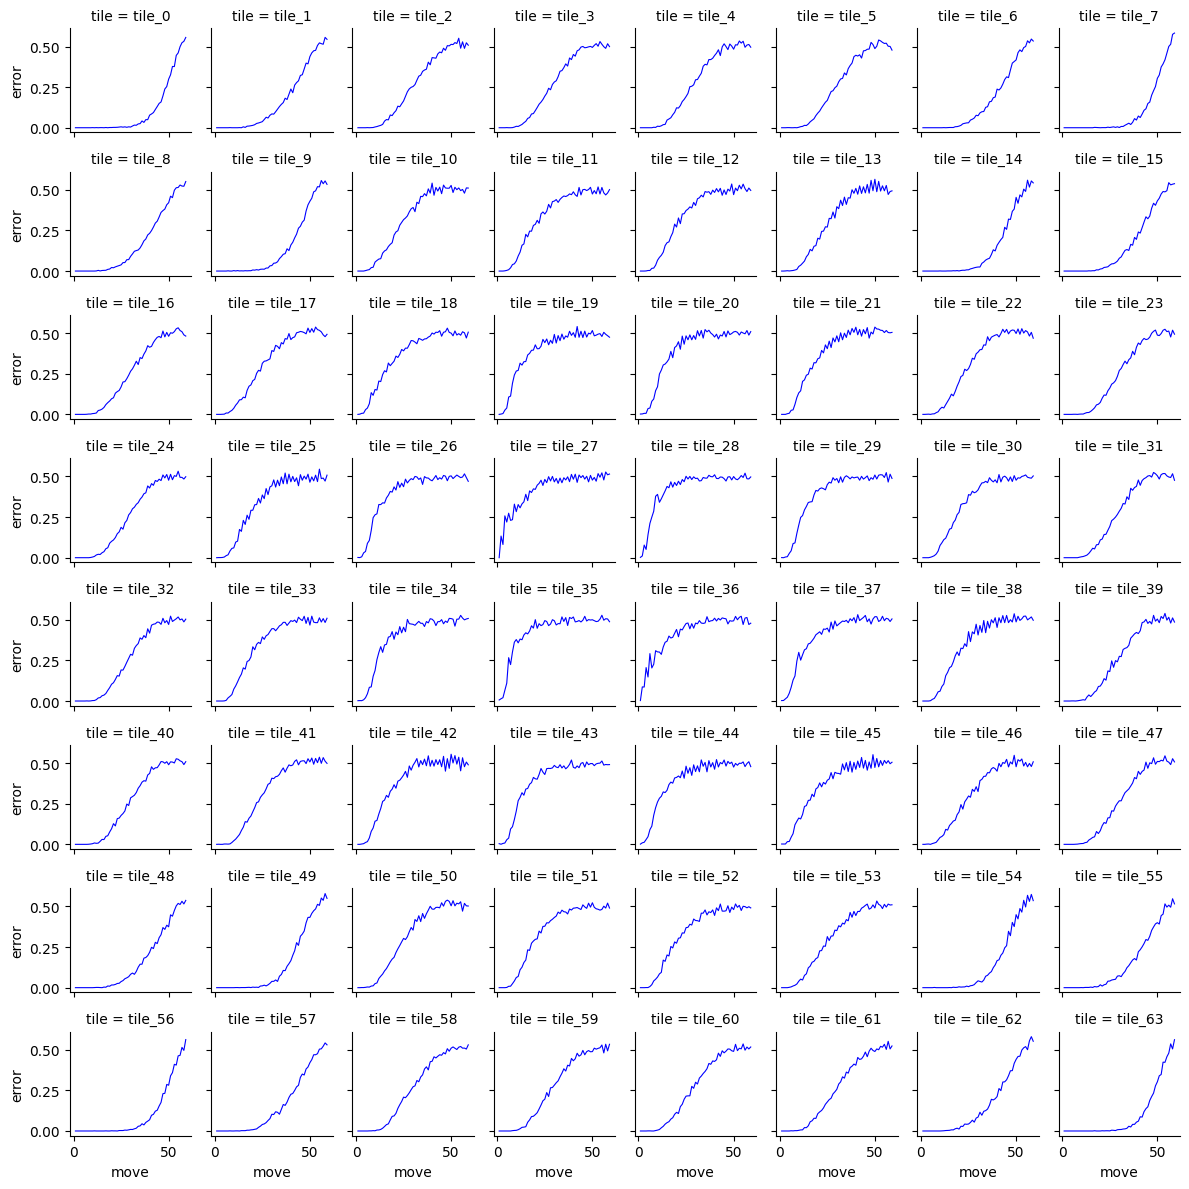 tile = tile_0 tile = tile_1 tile = tile_2 tile = tile_3 tile = tile_4 tile = tile_5 tile = tile_6 tile = tile_7
0.50
error
0.25
0.00
tile = tile_8 tile = tile_9 tile = tile_10 tile = tile_11 tile = tile_12 tile = tile_13 tile = tile_14 tile = tile_15
0.50
error
0.25
0.00
tile = tile_16 tile = tile_17 tile = tile_18 tile = tile_19 tile = tile_20 tile = tile_21 tile = tile_22 tile = tile_23
0.50
error
0.25
0.00
tile = tile_24 tile = tile_25 tile = tile_26 tile = tile_27 tile = tile_28 tile = tile_29 tile = tile_30 tile = tile_31
0.50
error
0.25
0.00
tile = tile_32 tile = tile_33 tile = tile_34 tile = tile_35 tile = tile_36 tile = tile_37 tile = tile_38 tile = tile_39
0.50
error
0.25
0.00
tile = tile_40 tile = tile_41 tile = tile_42 tile = tile_43 tile = tile_44 tile = tile_45 tile = tile_46 tile = tile_47
0.50
error
0.25
0.00
tile = tile_48 tile = tile_49 tile = tile_50 tile = tile_51 tile = tile_52 tile = tile_53 tile = tile_54 tile = tile_55
0.50
error
0.25
0.00
tile = tile_56 tile = tile_57 tile = tile_58 tile = tile_59 tile = tile_60 tile = tile_61 tile = tile_62 tile = tile_63
0.50
error
0.25
0.00
0 50 0 50 0 50 0 50 0 50 0 50 0 50 0 50
move move move move move move move move